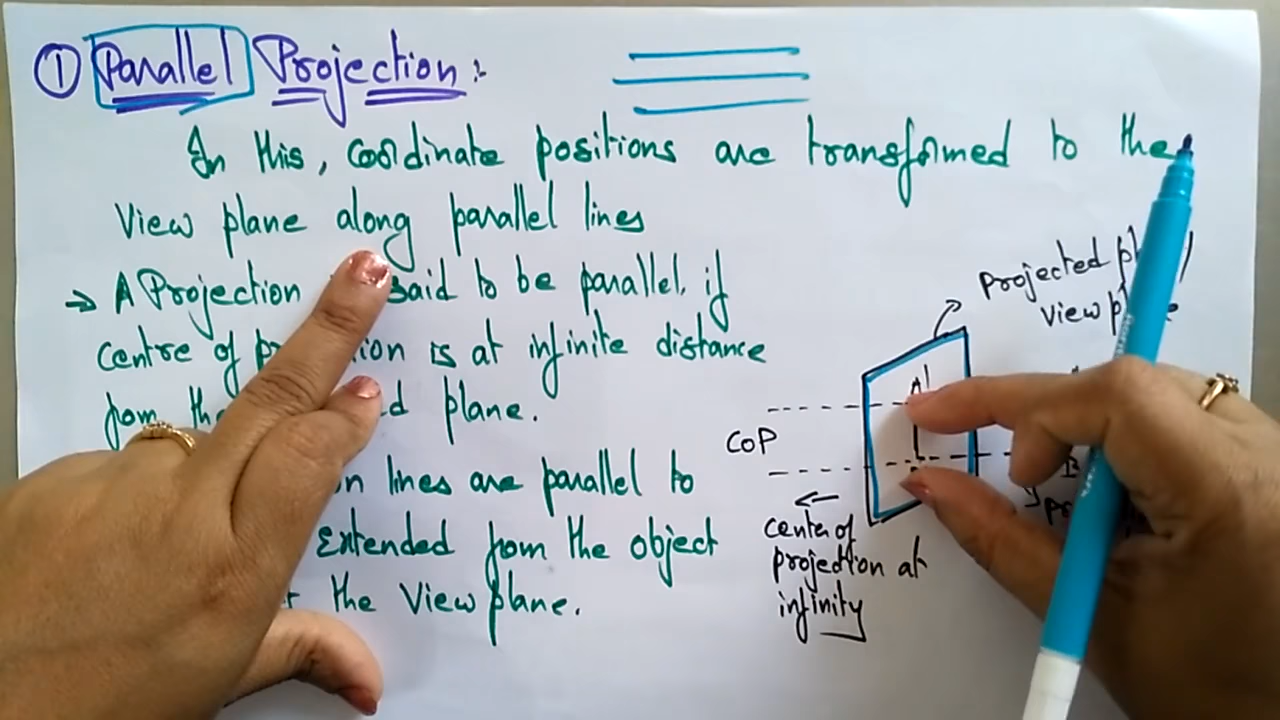 ① Parallel Projection:-
In this, coordinate positions are transformed to the
View plane along parallel lines
→ A Projection said to be parallel, if
centre of is at infinite distance
from the plane.
lines are parallel to
Extended from the object
the View plane.
Projected
view
A'
COP
B
center of
projection at
infinity